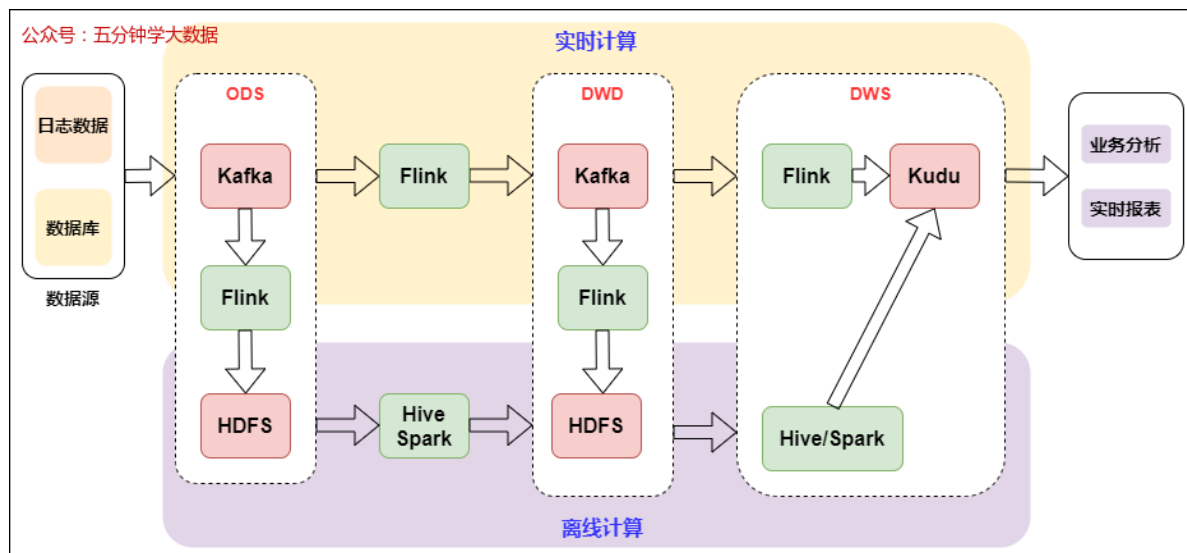 公众号：五分钟学大数据
实时计算
日志数据
数据库
数据源
ODS
Kafka
Flink
HDFS
Flink
Hive
Spark
DWD
Kafka
Flink
HDFS
DWS
Flink
Kudu
Hive/Spark
业务分析
实时报表
离线计算